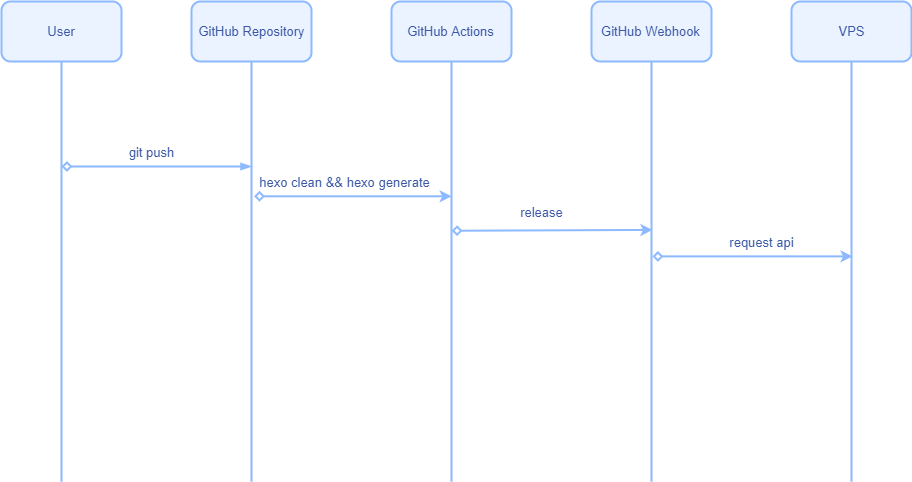 User
GitHub Repository
GitHub Actions
GitHub Webhook
VPS
git push
hexo clean && hexo generate
release
request api